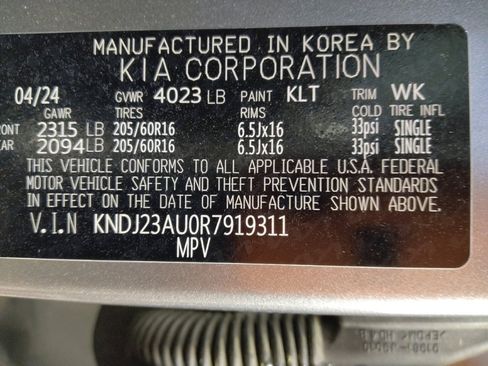 MANUFACTURED IN KOREA BY
KIA CORPORATION
04/24 GVWR 4023 LB PAINT KLT TRIM WK
GAWR TIRES RIMS COLD TIRE INFL
RONT 2315 LB 205/60R16 6.5Jx16 33psi SINGLE
EAR 2094 LB 205/60R16 6.5Jx16 33psi SINGLE
THIS VEHICLE CONFORMS TO ALL APPLICABLE U.S.A. FEDERAL
MOTOR VEHICLE SAFETY AND THEFT PREVENTION STANDARDS
IN EFFECT ON THE DATE OF MANUFACTURE SHOWN ABOVE.
V.I.N KNDJ23AU0R7919311
MPV